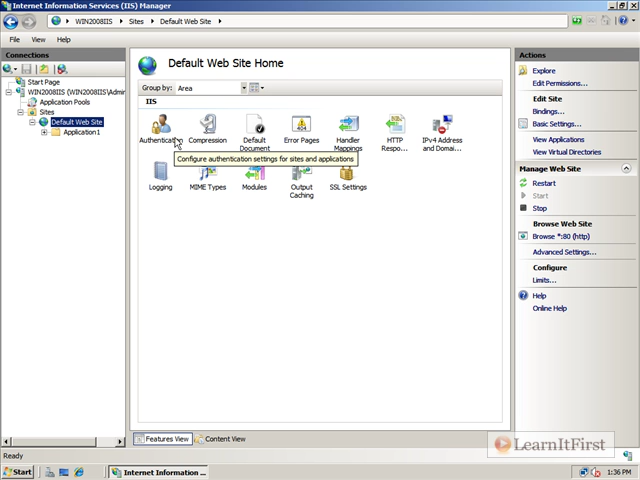 Internet Information Services (IIS) Manager
WIN2008IIS
Sites
Default Web Site
File View Help
Connections
Start Page
WIN2008IIS (WIN2008IIS\Admin
Application Pools
Sites
Default Web Site
Application1
Default Web Site Home
Group by: Area
IIS
Authentication
Compression
Default Document
Error Pages
Handler Mappings
HTTP Respo...
IPv4 Address and Domai...
Configure authentication settings for sites and applications
Logging
MIME Types
Modules
Output Caching
SSL Settings
Features View
Content View
Actions
Explore
Edit Permissions...
Edit Site
Bindings...
Basic Settings...
View Applications
View Virtual Directories
Manage Web Site
Restart
Start
Stop
Browse Web Site
Browse *:80 (http)
Advanced Settings...
Configure
Limits...
Help
Online Help
LearnItFirst
Ready
Start
Internet Information ...
1:36 PM